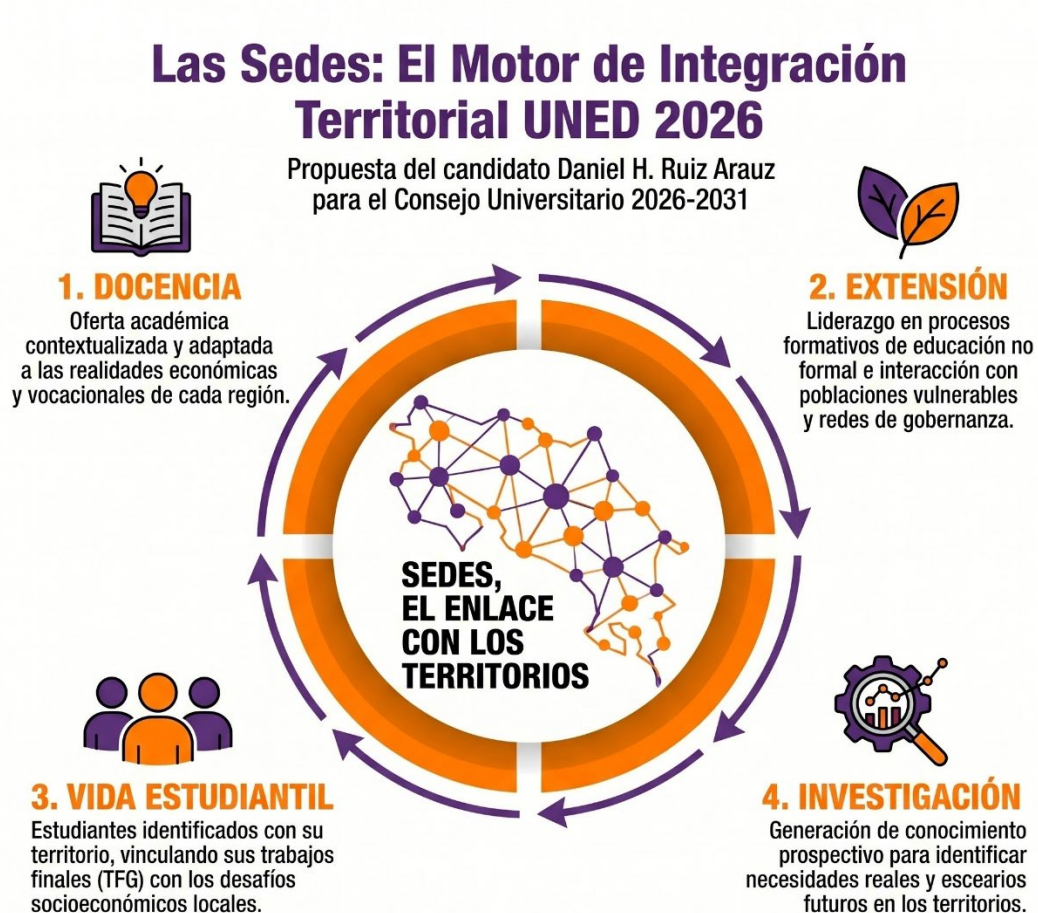 Las Sedes: El Motor de Integración
Territorial UNED 2026
Propuesta del candidato Daniel H. Ruiz Arauz
para el Consejo Universitario 2026-2031
1. DOCENCIA
Oferta académica
contextualizada y adaptada
a las realidades económicas
y vocacionales de cada región.
2. EXTENSIÓN
Liderazgo en procesos
formativos de educación no
formal e interacción con
poblaciones vulnerables
y redes de gobernanza.
SEDES,
EL ENLACE
CON LOS
TERRITORIOS
3. VIDA ESTUDIANTIL
Estudiantes identificados con su
territorio, vinculando sus trabajos
finales (TFG) con los desafíos
socioeconómicos locales.
4. INVESTIGACIÓN
Generación de conocimiento
prospectivo para identificar
necesidades reales y escearios
futuros en los territorios.